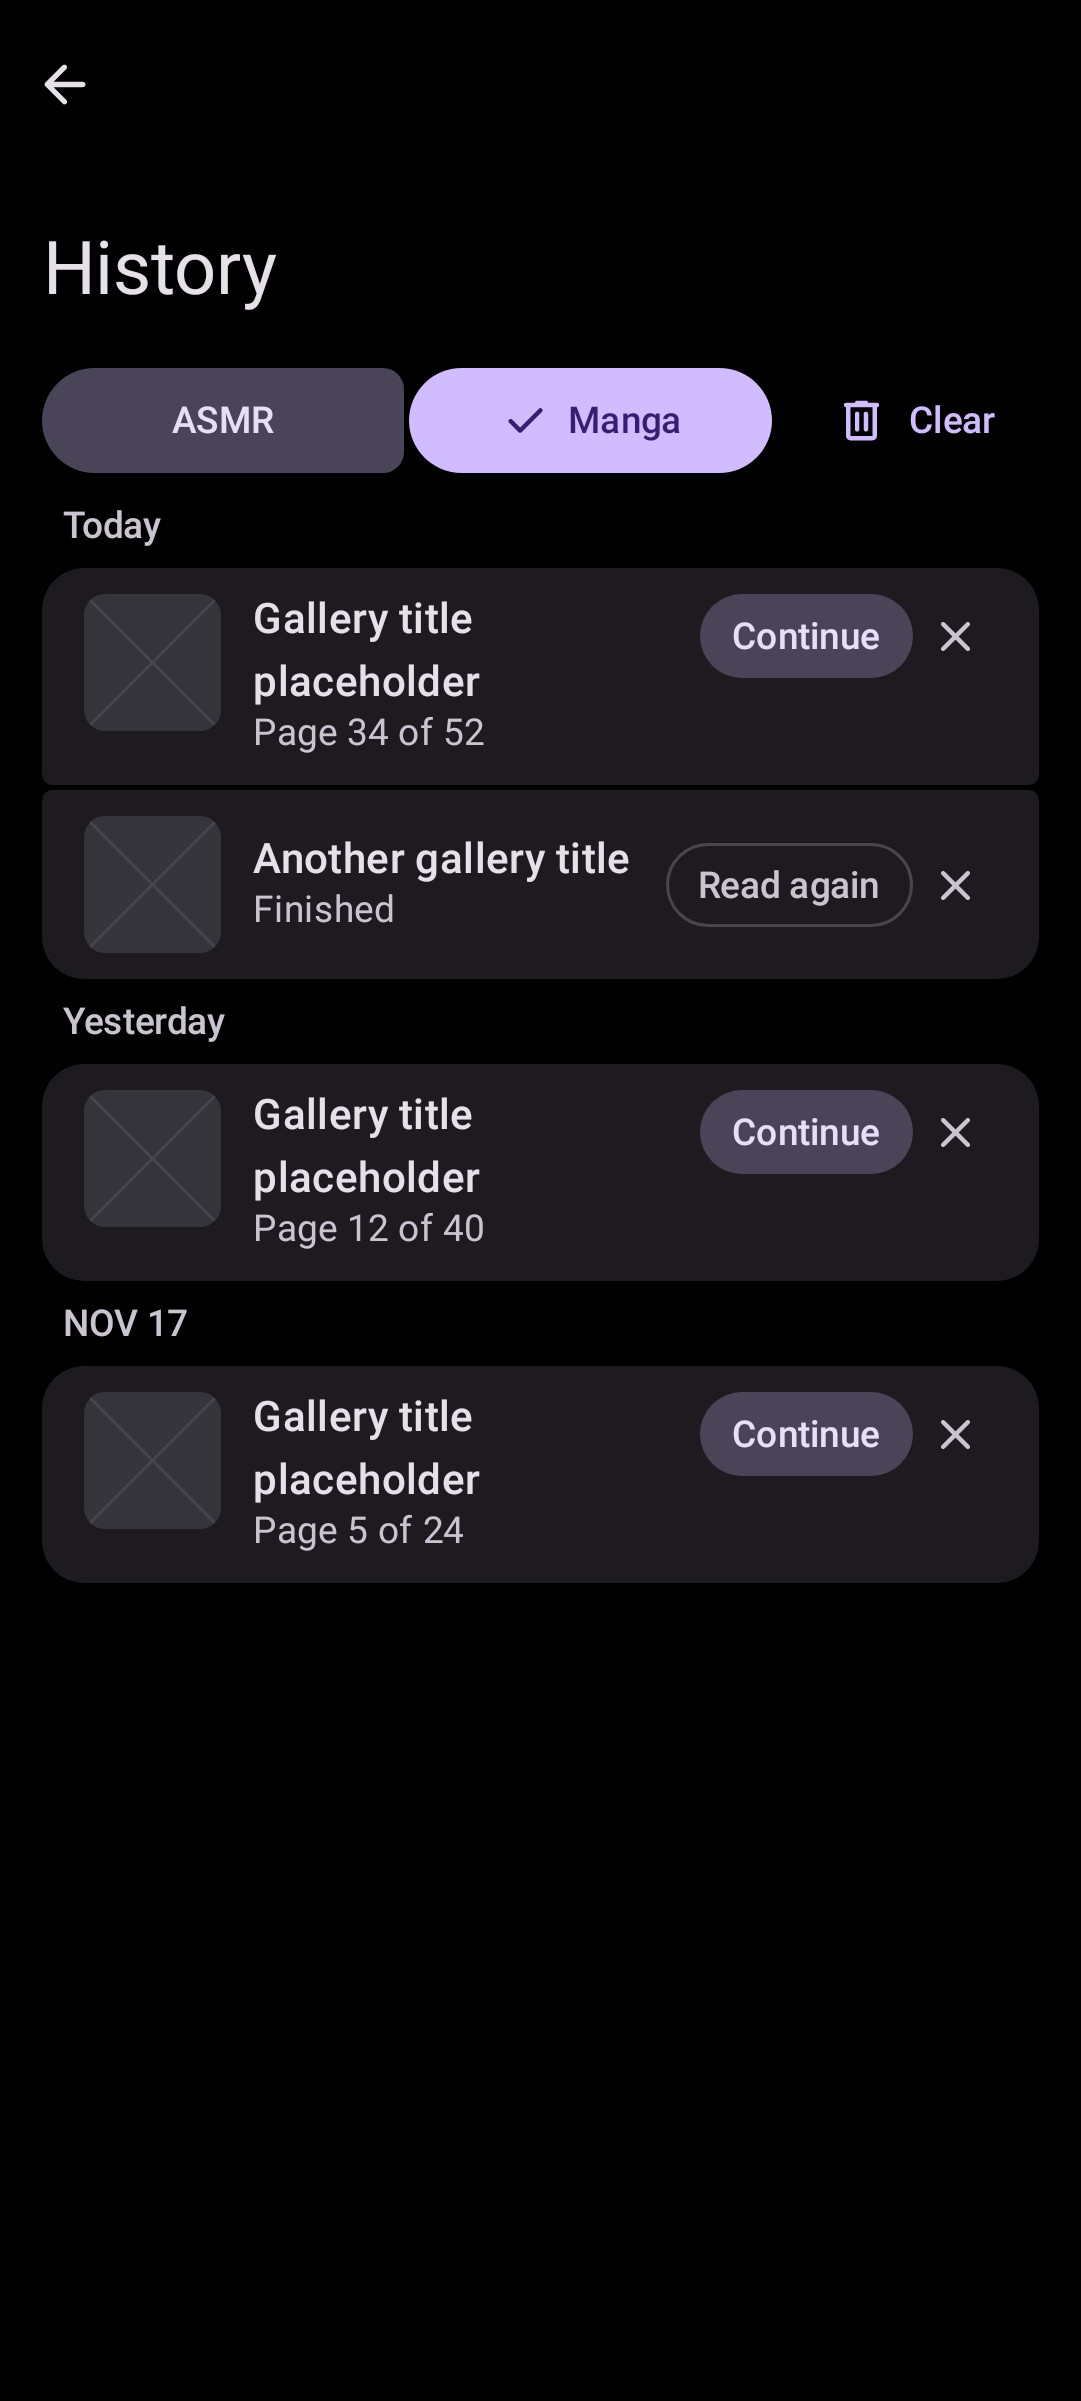 History
ASMR
Manga
Clear
Today
Gallery title
placeholder
Page 34 of 52
Continue
Another gallery title
Finished
Read again
Yesterday
Gallery title
placeholder
Page 12 of 40
Continue
NOV 17
Gallery title
placeholder
Page 5 of 24
Continue